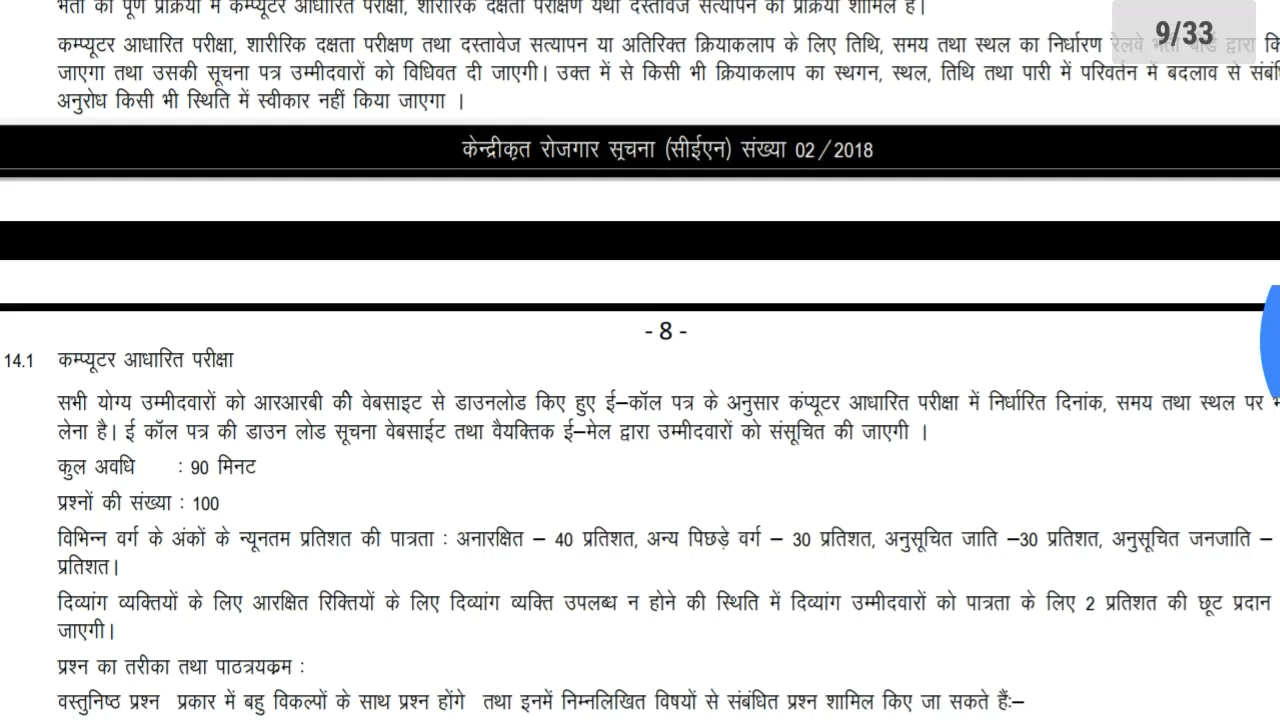 भर्ती की पूर्ण प्रक्रिया में कम्प्यूटर आधारित परीक्षा, शारीरिक दक्षता परीक्षण यथा दस्तावेज सत्यापन की प्रक्रिया शामिल है।
9/33
कम्प्यूटर आधारित परीक्षा, शारीरिक दक्षता परीक्षण तथा दस्तावेज सत्यापन या अतिरिक्त क्रियाकलाप के लिए तिथि, समय तथा स्थल का निर्धारण रेलवे भर्ती बोर्ड द्वारा
जाएगा तथा उसकी सूचना पत्र उम्मीदवारों को विधिवत दी जाएगी। उक्त में से किसी भी क्रियाकलाप का स्थगन, स्थल, तिथि तथा पारी में परिवर्तन में बदलाव से
अनुरोध किसी भी स्थिति में स्वीकार नहीं किया जाएगा ।
केन्द्रीकृत रोजगार सूचना (सीईएन) संख्या 02/2018
- 8 -
14.1 कम्प्यूटर आधारित परीक्षा
सभी योग्य उम्मीदवारों को आरआरबी की वेबसाइट से डाउनलोड किए हुए ई–कॉल पत्र के अनुसार कंप्यूटर आधारित परीक्षा में निर्धारित दिनांक, समय तथा स्थल पर
लेना है। ई कॉल पत्र की डाउन लोड सूचना वेबसाईट तथा वैयक्तिक ई–मेल द्वारा उम्मीदवारों को संसूचित की जाएगी ।
कुल अवधि : 90 मिनट
प्रश्नों की संख्या : 100
विभिन्न वर्ग के अंकों के न्यूनतम प्रतिशत की पात्रता : अनारक्षित – 40 प्रतिशत, अन्य पिछड़े वर्ग – 30 प्रतिशत, अनुसूचित जाति –30 प्रतिशत, अनुसूचित जनजाति –
प्रतिशत।
दिव्यांग व्यक्तियों के लिए आरक्षित रिक्तियों के लिए दिव्यांग व्यक्ति उपलब्ध न होने की स्थिति में दिव्यांग उम्मीदवारों को पात्रता के लिए 2 प्रतिशत की छूट प्रदान
जाएगी।
प्रश्न का तरीका तथा पाठत्रयक्रम :
वस्तुनिष्ठ प्रश्न प्रकार में बहु विकल्पों के साथ प्रश्न होंगे तथा इनमें निम्नलिखित विषयों से संबंधित प्रश्न शामिल किए जा सकते हैंः–